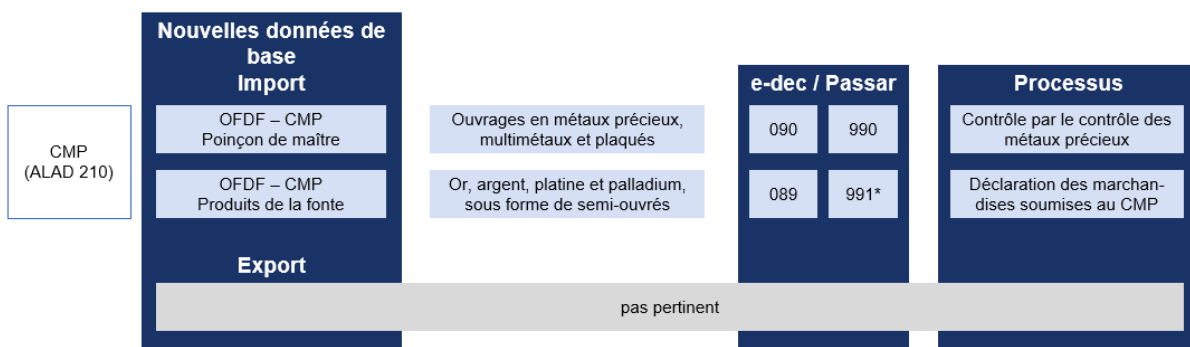 Nouvelles données de
base
Import
e-dec / Passar
Processus
CMP
(ALAD 210)
OFDF – CMP
Poinçon de maître
Ouvrages en métaux précieux,
multimétaux et plaqués
090
990
Contrôle par le contrôle des
métaux précieux
OFDF – CMP
Produits de la fonte
Or, argent, platine et palladium,
sous forme de semi-ouvrés
089
991*
Déclaration des marchan-
dises soumises au CMP
Export
pas pertinent